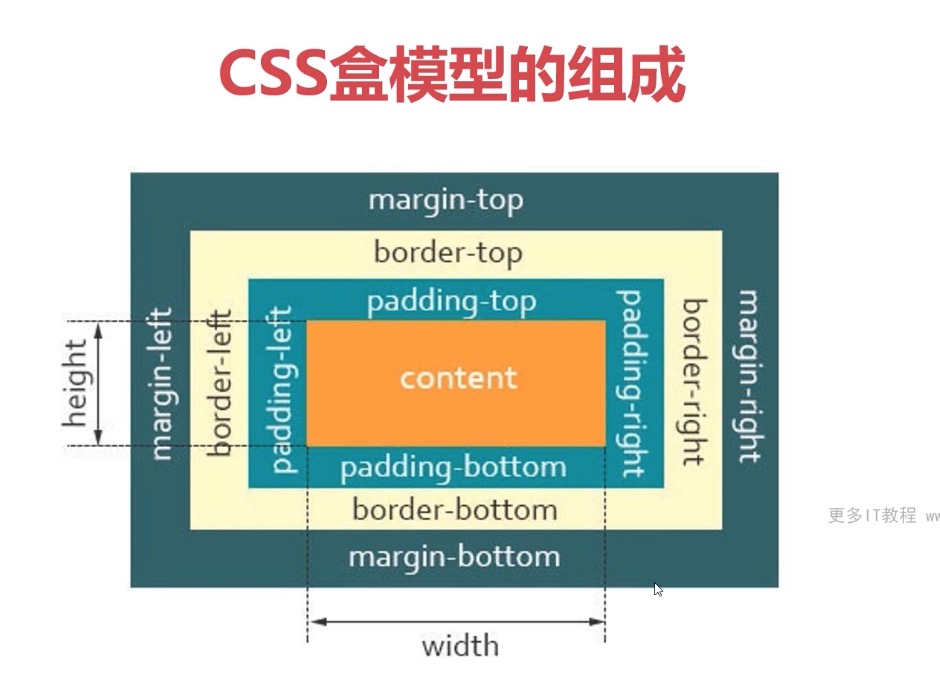 CSS盒模型的组成
margin-top
border-top
padding-top
height
margin-left
border-left
padding-left
content
padding-right
border-right
margin-right
padding-bottom
border-bottom
margin-bottom
width
更多IT教程